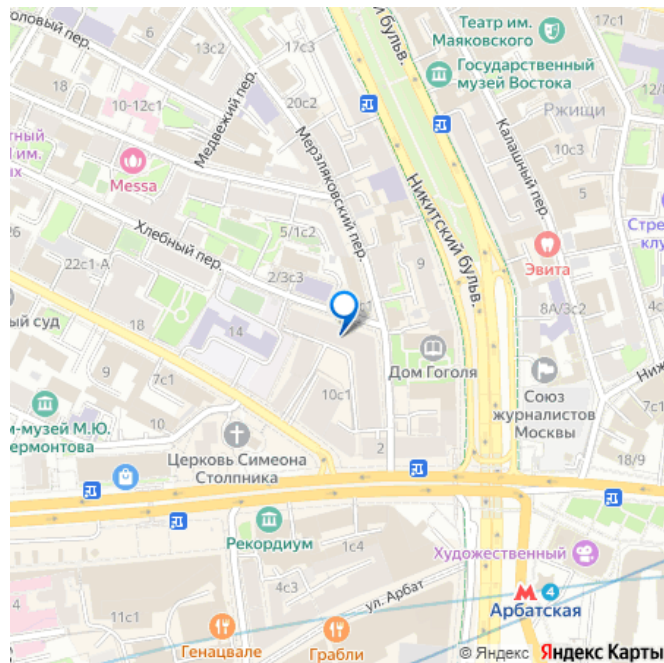 оловый пер.
6
13с2
17с3
Театр им.
Маяковского
17с1
Государственный
музей Востока
12/8
18
10-12с1
Медвежий пер.
20с2
Ржищи
10с3
Калашный пер.
тный
й им.
ых
Messa
Мерзляковский пер.
Никитский бульв.
Никитский бульв.
5
Хлебный пер.
5/1с2
Стре
клу
Эвита
22с1-А
2/3с3
9
8А/3с2
ый суд
18
14
Дом Гоголя
Союз
журналистов
Москвы
Ниж
9
7с1
10с1
7с1
м-музей М.Ю.
ермонтова
10
2
18/9
Церковь Симеона
Столпника
Рекордиум
1с4
Художественный
4с3
ул. Арбат
4
Арбатская
11с1
Генацвале
Грабли
© Яндекс Яндекс Карты